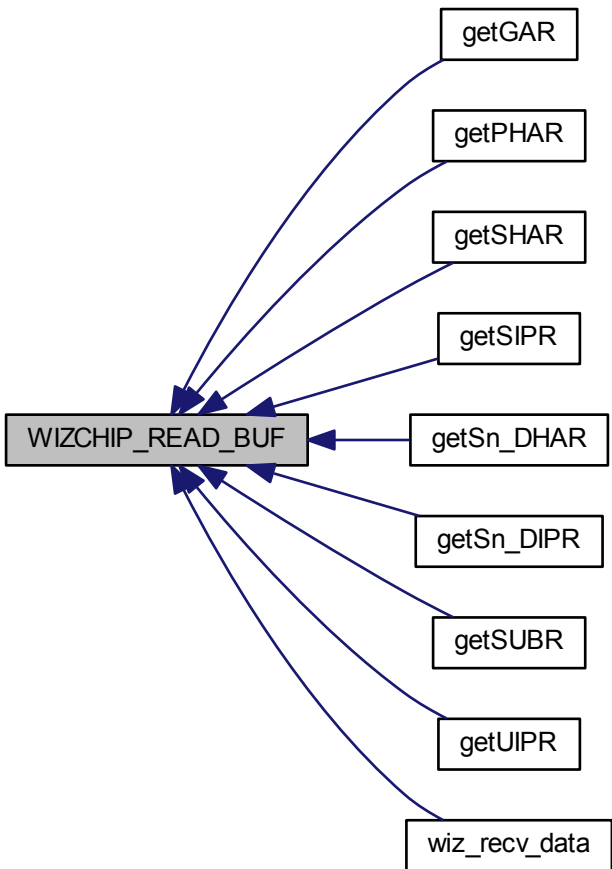 getGAR
getPHAR
getSHAR
getSIPR
WIZCHIP_READ_BUF
getSn_DHAR
getSn_DIPR
getSUBR
getUIPR
wiz_recv_data